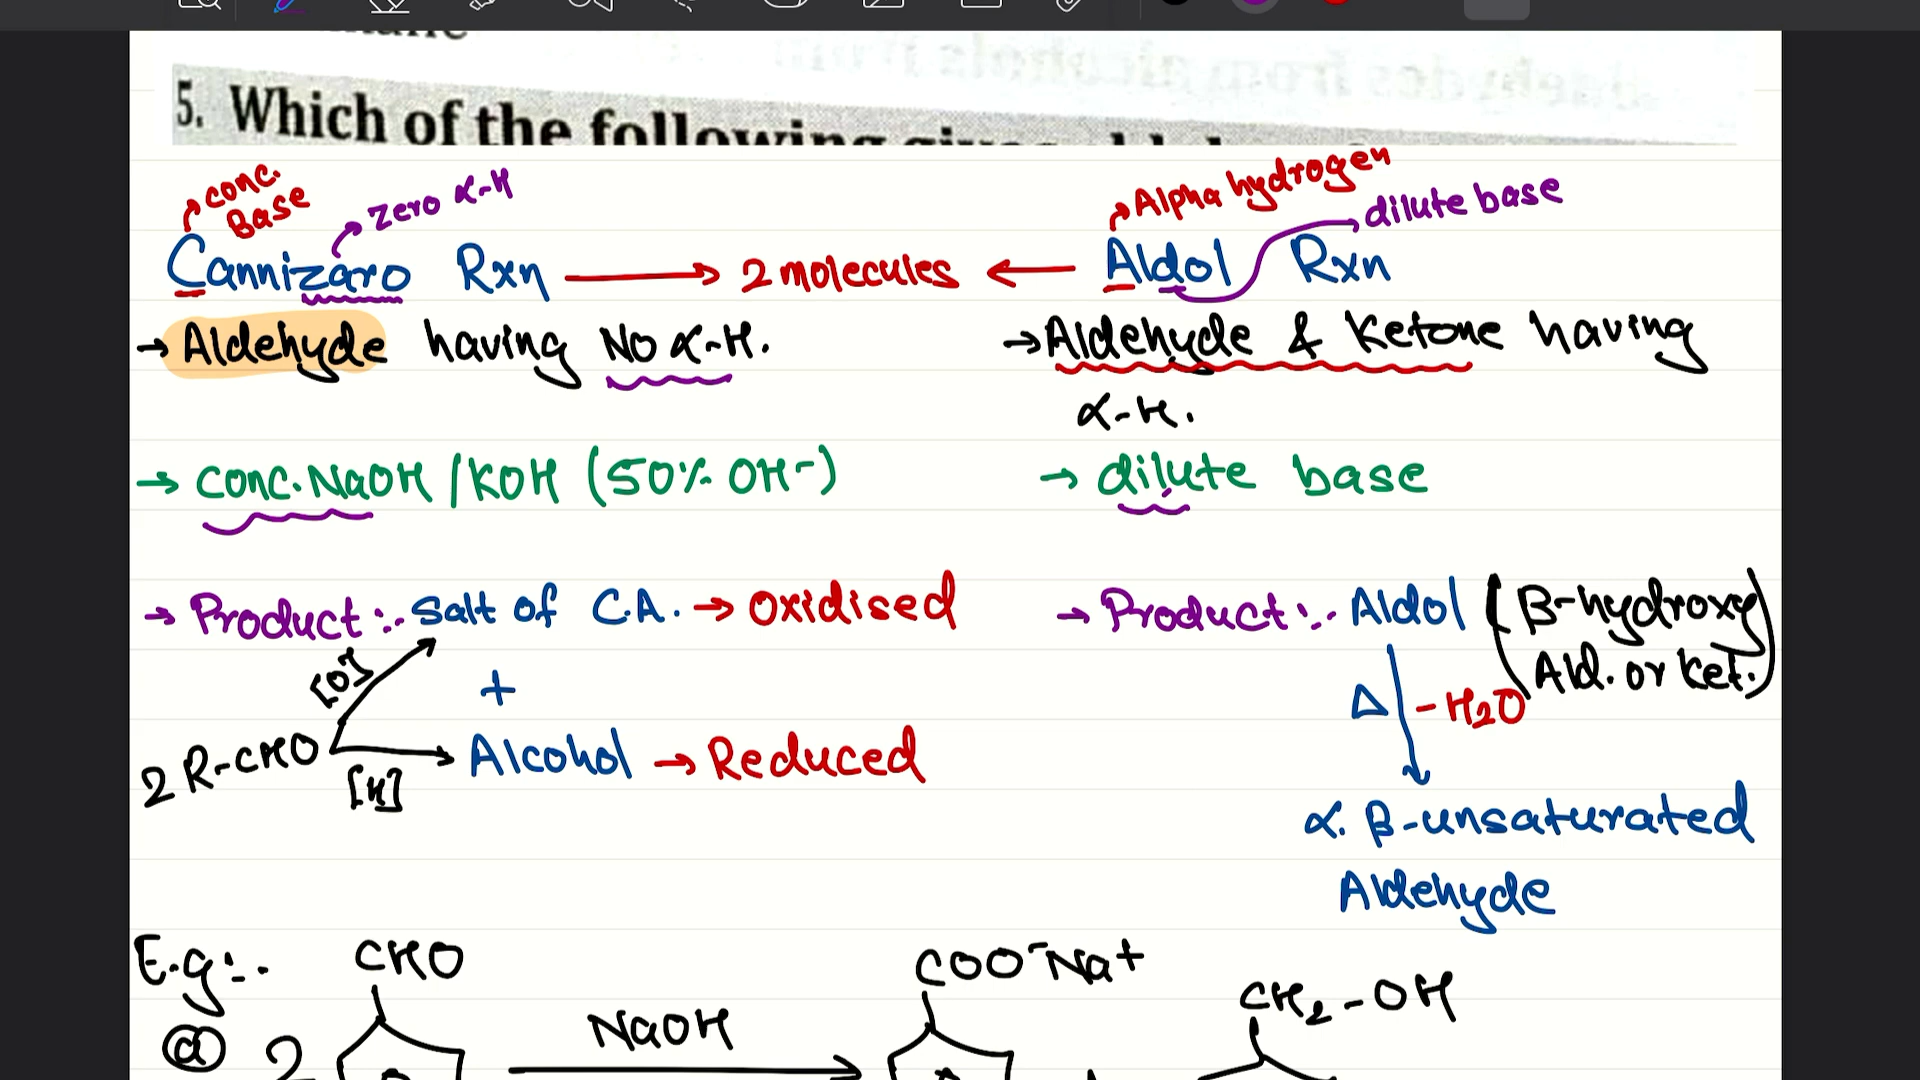 5. Which of the following
conc. Base
zero α-H
Alpha hydrogen
dilute base
Cannizaro Rxn → 2 molecules ← Aldol Rxn
→ Aldehyde having No α-H.
→ Aldehyde & Ketone having
α-H.
→ conc. NaOH / KOH (50% OH-)
→ dilute base
→ Product:- Salt of C.A. → Oxidised
[O]
+
2 R-CHO
[H]
Alcohol → Reduced
→ Product:- Aldol (β-hydroxy
Ald. or Ket.)
Δ
-H2O
α. β-unsaturated
Aldehyde
E.g:-
CHO
COO-Na+
CH2-OH
a 2
NaOH
+